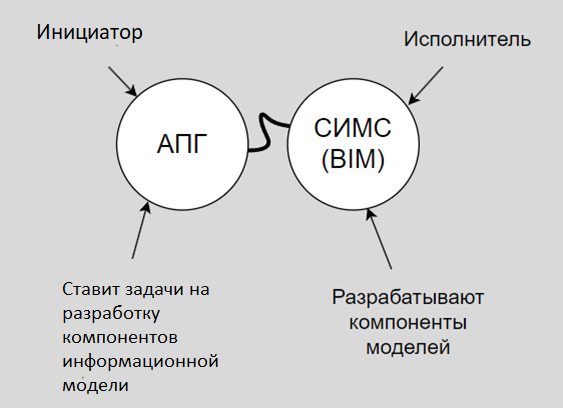 Инициатор
Исполнитель
АПГ
СИМС
(BIM)
Ставит задачи на
разработку
компонентов
информационной
модели
Разрабатывают
компоненты
моделей